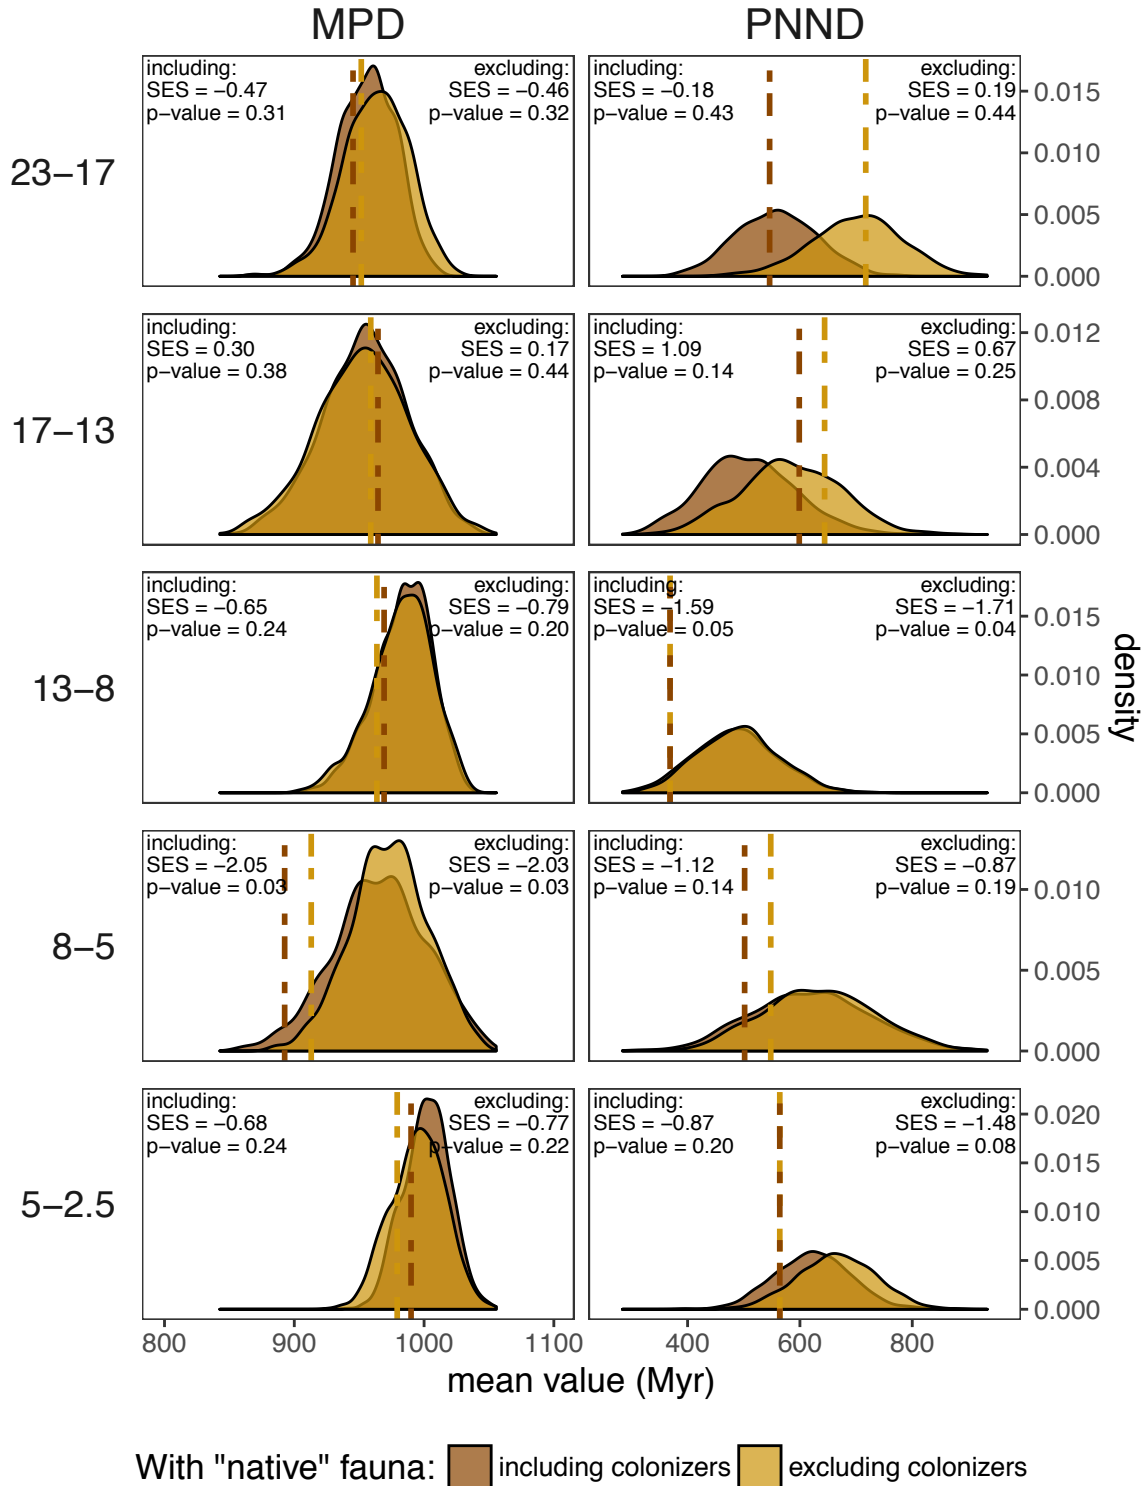 MPD
PNND
23−17
including:
SES = −0.47
p−value = 0.31
excluding:
SES = −0.46
p−value = 0.32
including:
SES = −0.18
p−value = 0.43
excluding:
SES = 0.19
p−value = 0.44
0.015
0.010
0.005
0.000
17−13
including:
SES = 0.30
p−value = 0.38
excluding:
SES = 0.17
p−value = 0.44
including:
SES = 1.09
p−value = 0.14
excluding:
SES = 0.67
p−value = 0.25
0.012
0.008
0.004
0.000
13−8
including:
SES = −0.65
p−value = 0.24
excluding:
SES = −0.79
p−value = 0.20
including:
SES = −1.59
p−value = 0.05
excluding:
SES = −1.71
p−value = 0.04
0.015
0.010
0.005
0.000
density
8−5
including:
SES = −2.05
p−value = 0.03
excluding:
SES = −2.03
p−value = 0.03
including:
SES = −1.12
p−value = 0.14
excluding:
SES = −0.87
p−value = 0.19
0.010
0.005
0.000
5−2.5
including:
SES = −0.68
p−value = 0.24
excluding:
SES = −0.77
p−value = 0.22
including:
SES = −0.87
p−value = 0.20
excluding:
SES = −1.48
p−value = 0.08
0.020
0.015
0.010
0.005
0.000
800 900 1000 1100
400 600 800
mean value (Myr)
With "native" fauna: including colonizers excluding colonizers